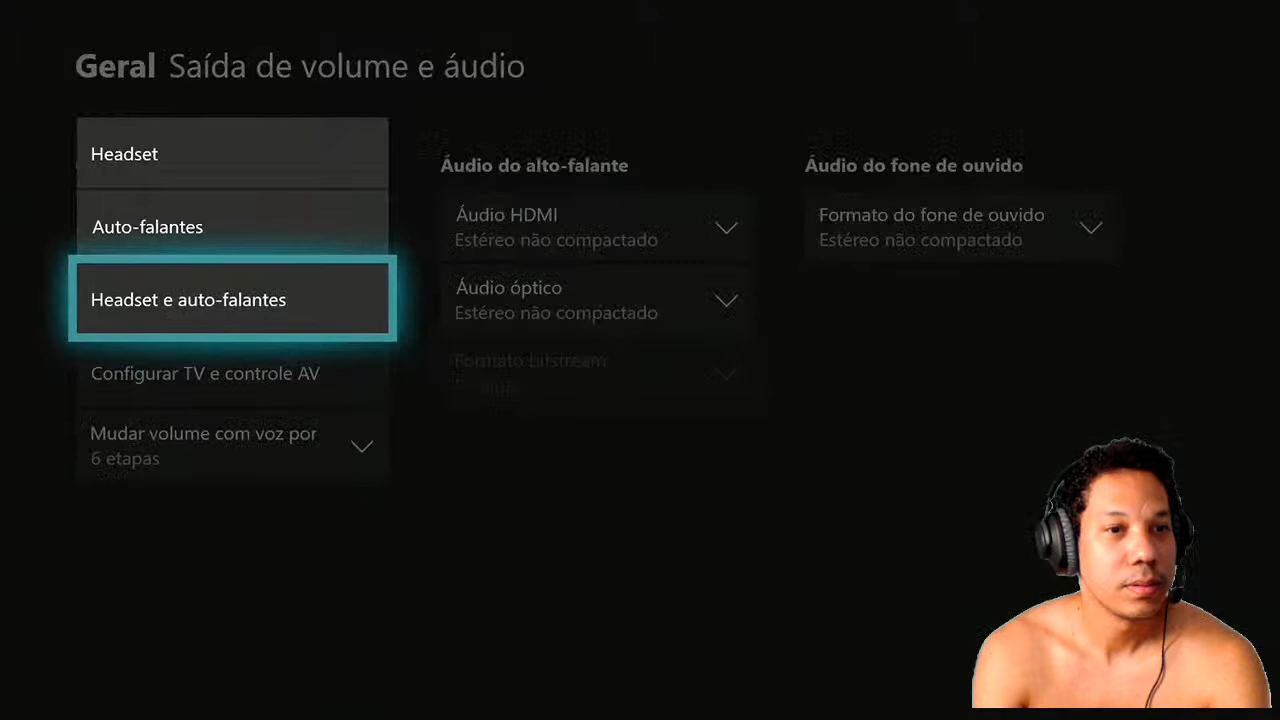 Geral Saída de volume e áudio
Headset
Auto-falantes
Headset e auto-falantes
Configurar TV e controle AV
Mudar volume com voz por
6 etapas
Áudio do alto-falante
Áudio HDMI
Estéreo não compactado
Áudio óptico
Estéreo não compactado
Formato bitstream
Áudio do fone de ouvido
Formato do fone de ouvido
Estéreo não compactado